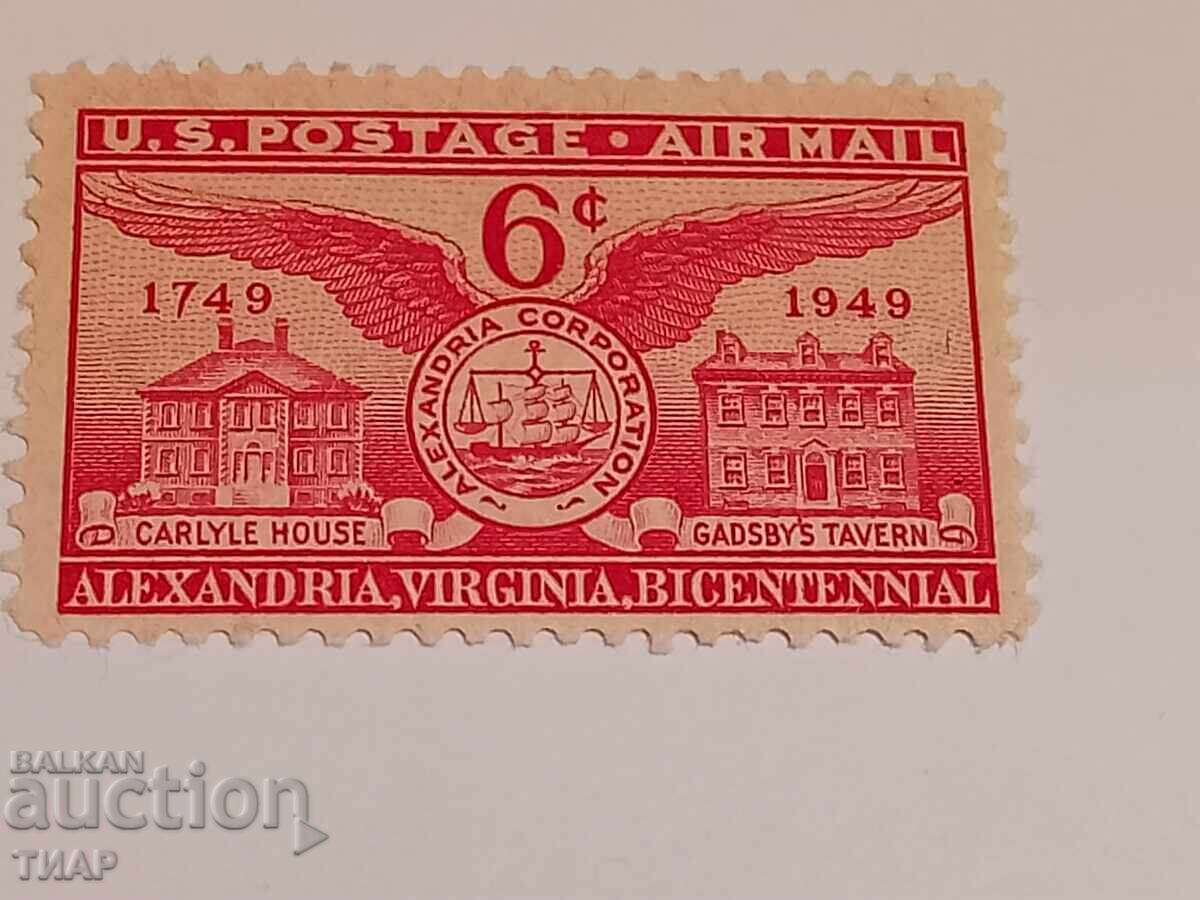 U.S. POSTAGE · AIR MAIL
6¢
1749
1949
ALEXANDRIA CORPORATION
CARLYLE HOUSE
GADSBY'S TAVERN
ALEXANDRIA, VIRGINIA, BICENTENNIAL
BALKAN
auction
ТИАР